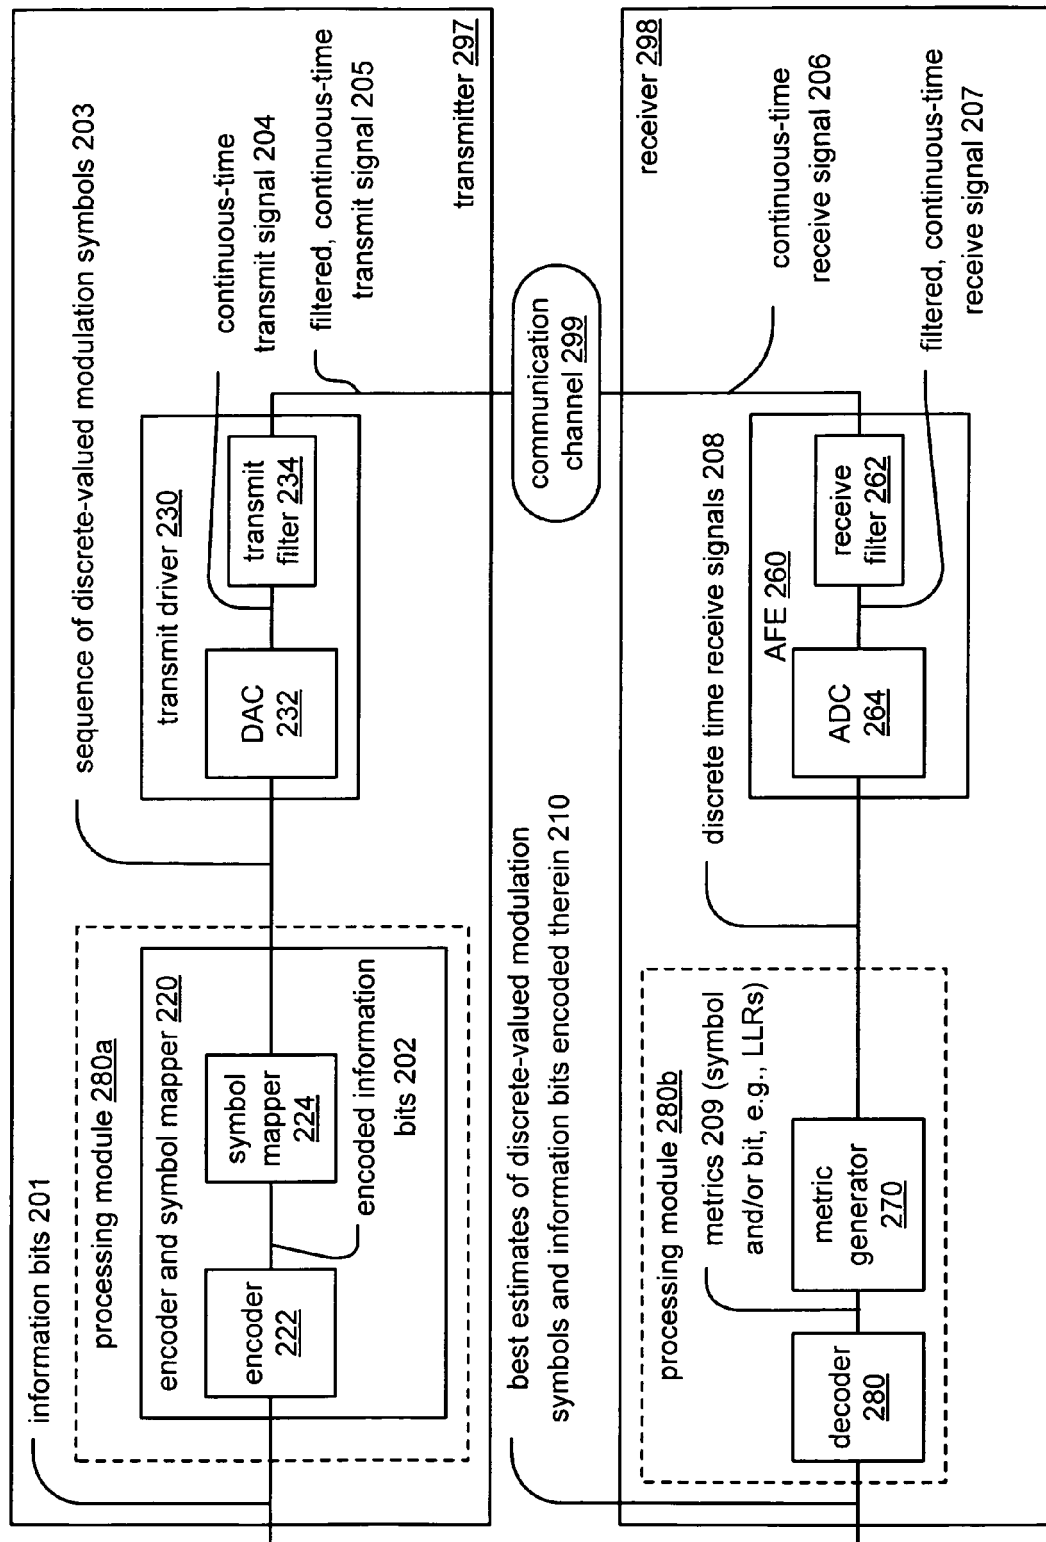 information bits 201
processing module 280a
encoder and symbol mapper 220
encoder
222
symbol
mapper
224
encoded information
bits 202
sequence of discrete-valued modulation symbols 203
transmit driver 230
DAC
232
transmit
filter 234
continuous-time
transmit signal 204
filtered, continuous-time
transmit signal 205
transmitter 297
communication
channel 299
best estimates of discrete-valued modulation
symbols and information bits encoded therein 210
processing module 280b
metrics 209 (symbol
and/or bit, e.g., LLRs)
decoder
280
metric
generator
270
discrete time receive signals 208
AFE 260
ADC
264
receive
filter 262
receiver 298
continuous-time
receive signal 206
filtered, continuous-time
receive signal 207